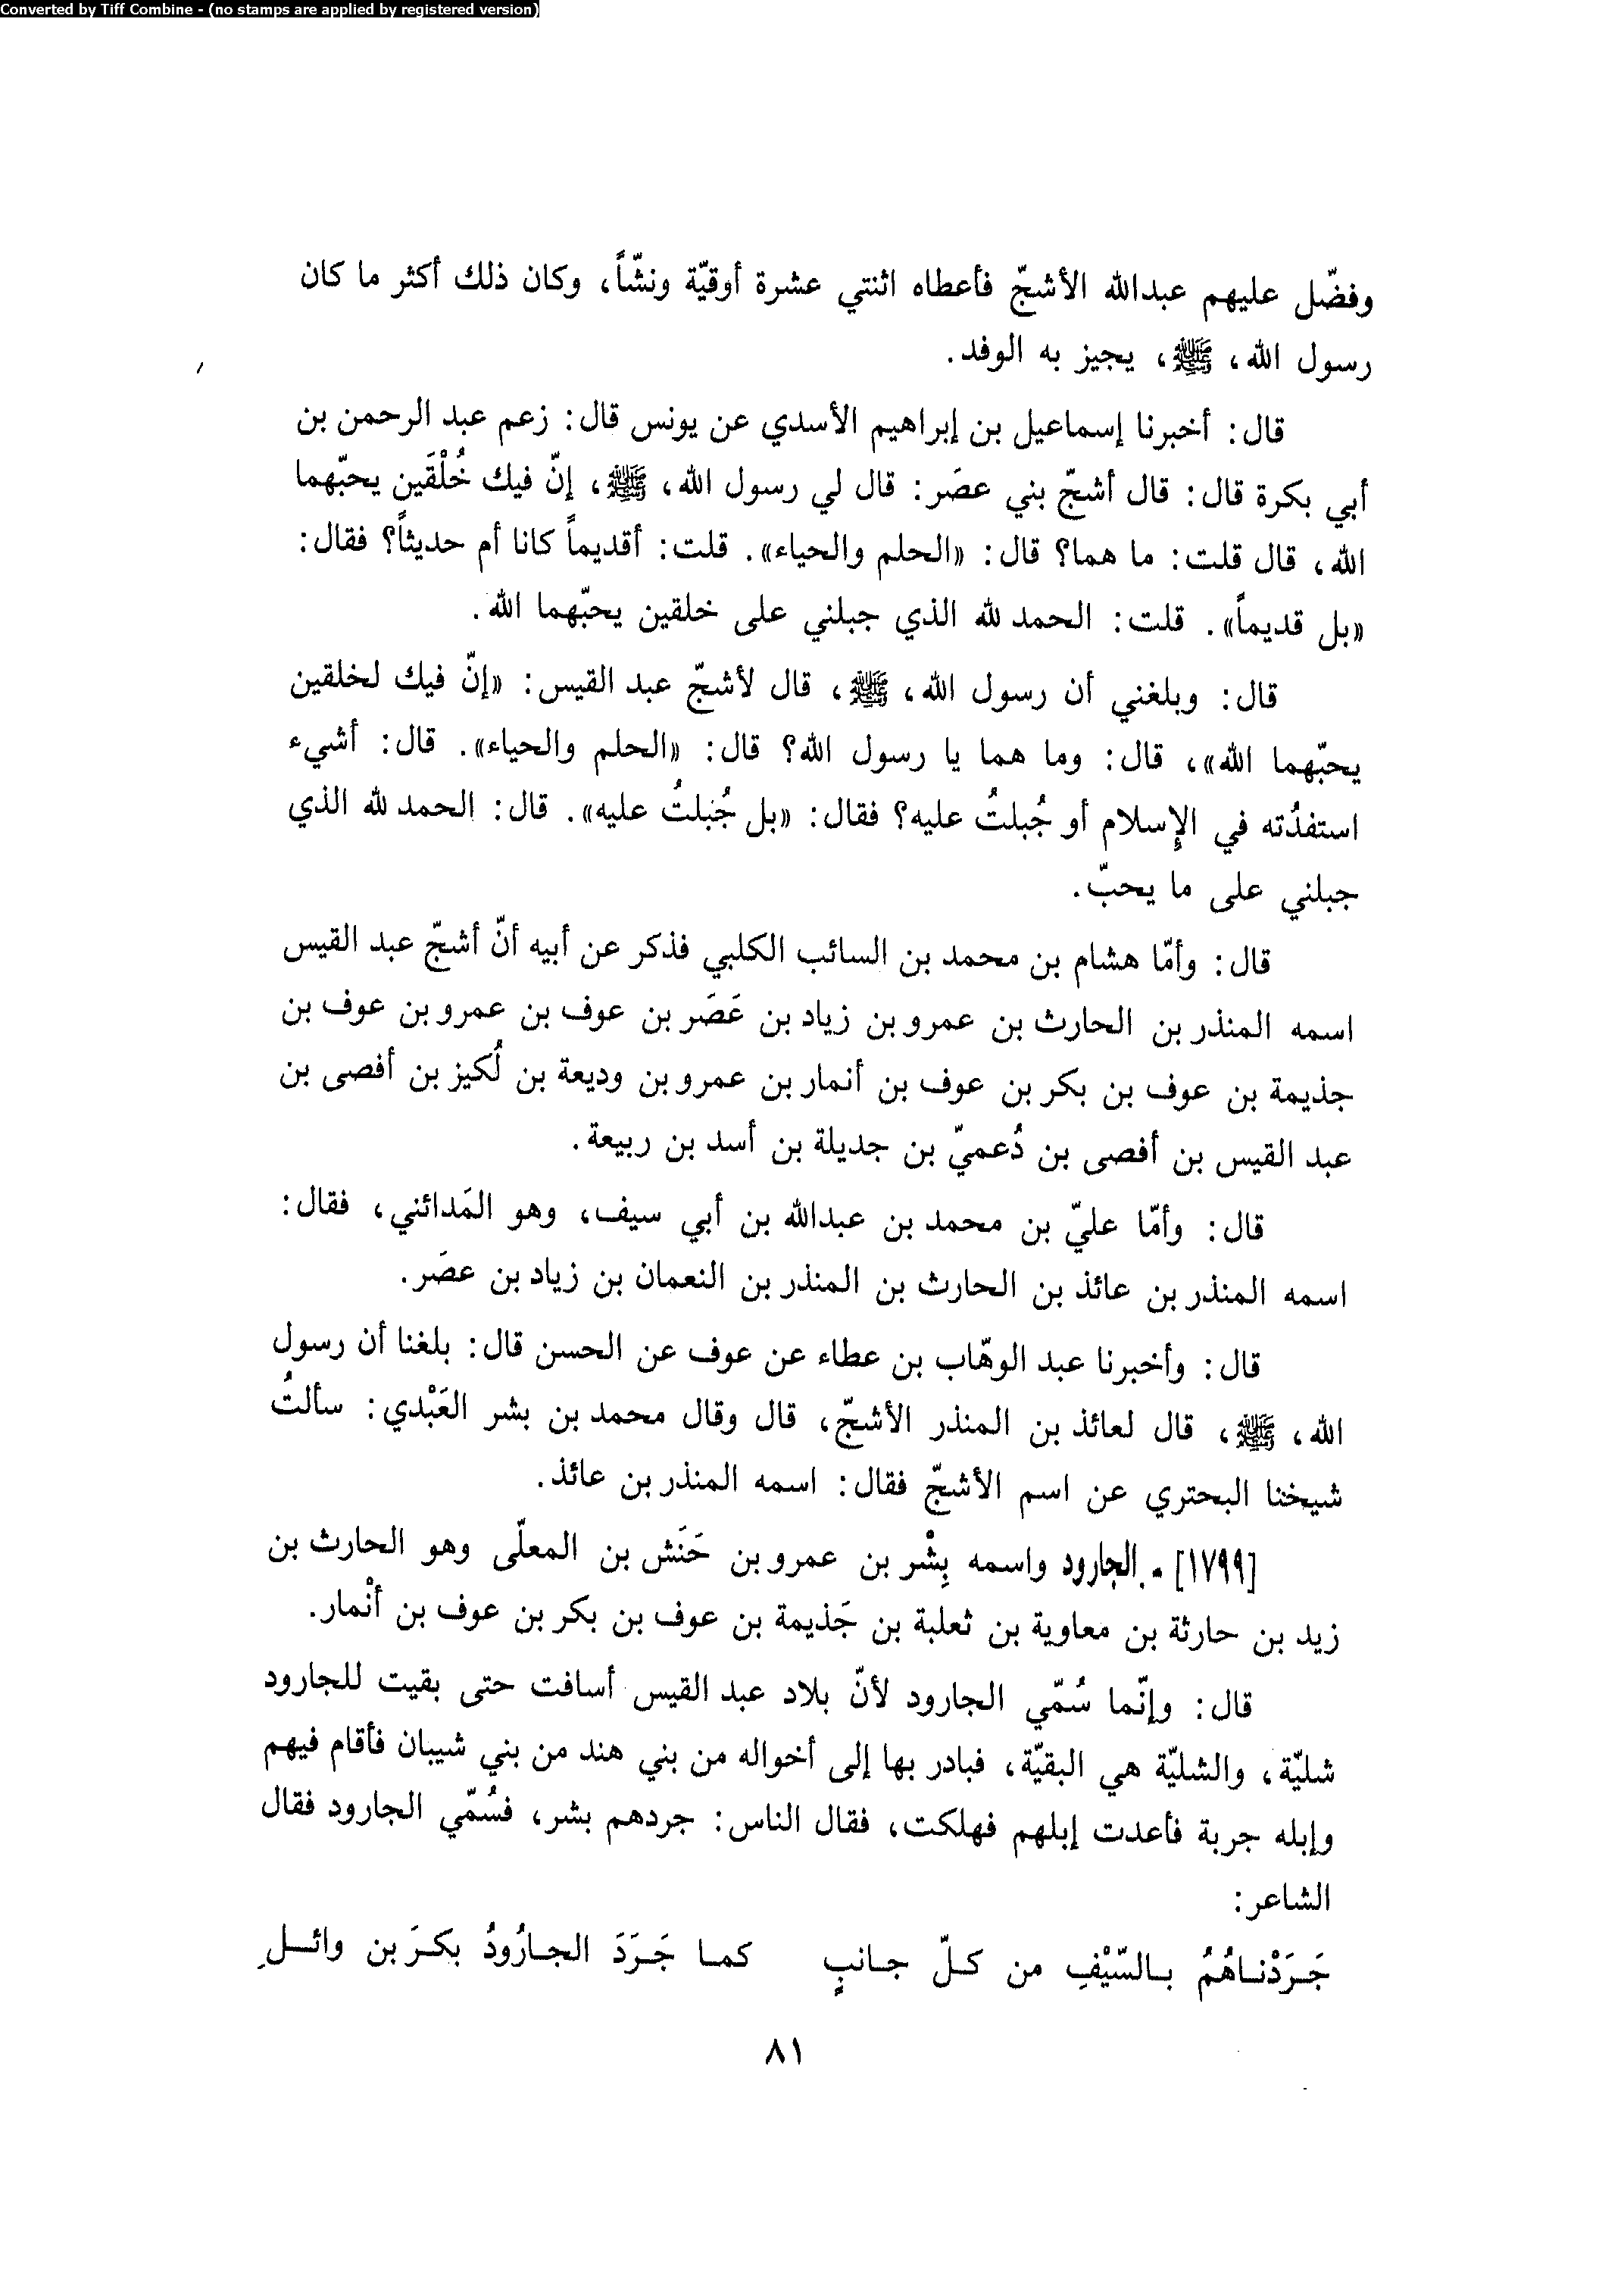 Converted by Tiff Combine - (no stamps are applied by registered version)
وفضّل عليهم عبدالله الأشجّ فأعطاه اثنتي عشرة أوقيّة ونشّاً، وكان ذلك أكثر ما كان
رسول الله، ﷺ، يجيز به الوفد.
قال: أخبرنا إسماعيل بن إبراهيم الأسدي عن يونس قال: زعم عبد الرحمن بن
أبي بكرة قال: قال أشجّ بني عصَر: قال لي رسول الله، ﷺ، إنّ فيك خُلْقَين يحبّهما
الله، قال قلت: ما هما؟ قال: «الحلم والحياء». قلت: أقديماً كانا أم حديثاً؟ فقال:
«بل قديماً». قلت: الحمد لله الذي جبلني على خلقين يحبّهما الله.
قال: وبلغني أن رسول الله، ﷺ، قال لأشجّ عبد القيس: «إنّ فيك لخلقين
يحبّهما الله»، قال: وما هما يا رسول الله؟ قال: «الحلم والحياء». قال: أشيء
استفدُته في الإسلام أو جُبلتُ عليه؟ فقال: «بل جُبلتُ عليه». قال: الحمد لله الذي
جبلني على ما يحبّ.
قال: وأمّا هشام بن محمد بن السائب الكلبي فذكر عن أبيه أنّ أشجّ عبد القيس
اسمه المنذر بن الحارث بن عمرو بن زياد بن عَصَر بن عوف بن عمرو بن عوف بن
جذيمة بن عوف بن بكر بن عوف بن أنمار بن عمرو بن وديعة بن لُكيز بن أفصى بن
عبد القيس بن أفصى بن دُعميّ بن جديلة بن أسد بن ربيعة.
قال: وأمّا عليّ بن محمد بن عبدالله بن أبي سيف، وهو المَدائني، فقال:
اسمه المنذر بن عائذ بن الحارث بن المنذر بن النعمان بن زياد بن عصَر.
قال: وأخبرنا عبد الوهّاب بن عطاء عن عوف عن الحسن قال: بلغنا أن رسول
الله، ﷺ، قال لعائذ بن المنذر الأشجّ، قال وقال محمد بن بشر العَبْدي: سألتُ
شيخنا البحتري عن اسم الأشجّ فقال: اسمه المنذر بن عائذ.
[١٧٩٩] - الجارود واسمه بِشْر بن عمرو بن حَنَش بن المعلّى وهو الحارث بن
زيد بن حارثة بن معاوية بن ثعلبة بن جَذيمة بن عوف بن بكر بن عوف بن أنْمار.
قال: وإنّما سُمّي الجارود لأنّ بلاد عبد القيس أسافت حتى بقيت للجارود
شليّة، والشليّة هي البقيّة، فبادر بها إلى أخواله من بني هند من بني شيبان فأقام فيهم
وإبله جربة فأعدت إبلهم فهلكت، فقال الناس: جردهم بشر، فسُمّي الجارود فقال
الشاعر:
جَرَدْناهُمُ بالسّيْفِ من كلّ جانبٍ كما جَرَدَ الجارُودُ بكرَ بن وائلِ
٨١